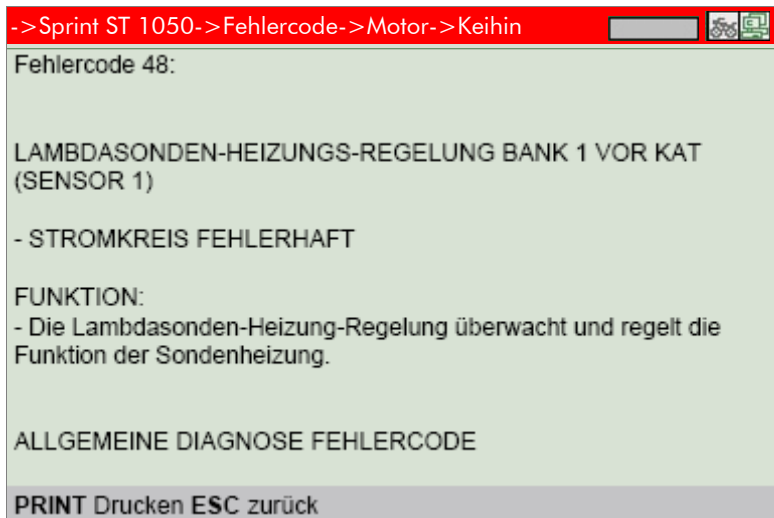 ->Sprint ST 1050->Fehlercode->Motor->Keihin
Fehlercode 48:
LAMBDASONDEN-HEIZUNGS-REGELUNG BANK 1 VOR KAT
(SENSOR 1)
- STROMKREIS FEHLERHAFT
FUNKTION:
- Die Lambdasonden-Heizung-Regelung überwacht und regelt die
Funktion der Sondenheizung.
ALLGEMEINE DIAGNOSE FEHLERCODE
PRINT Drucken ESC zurück